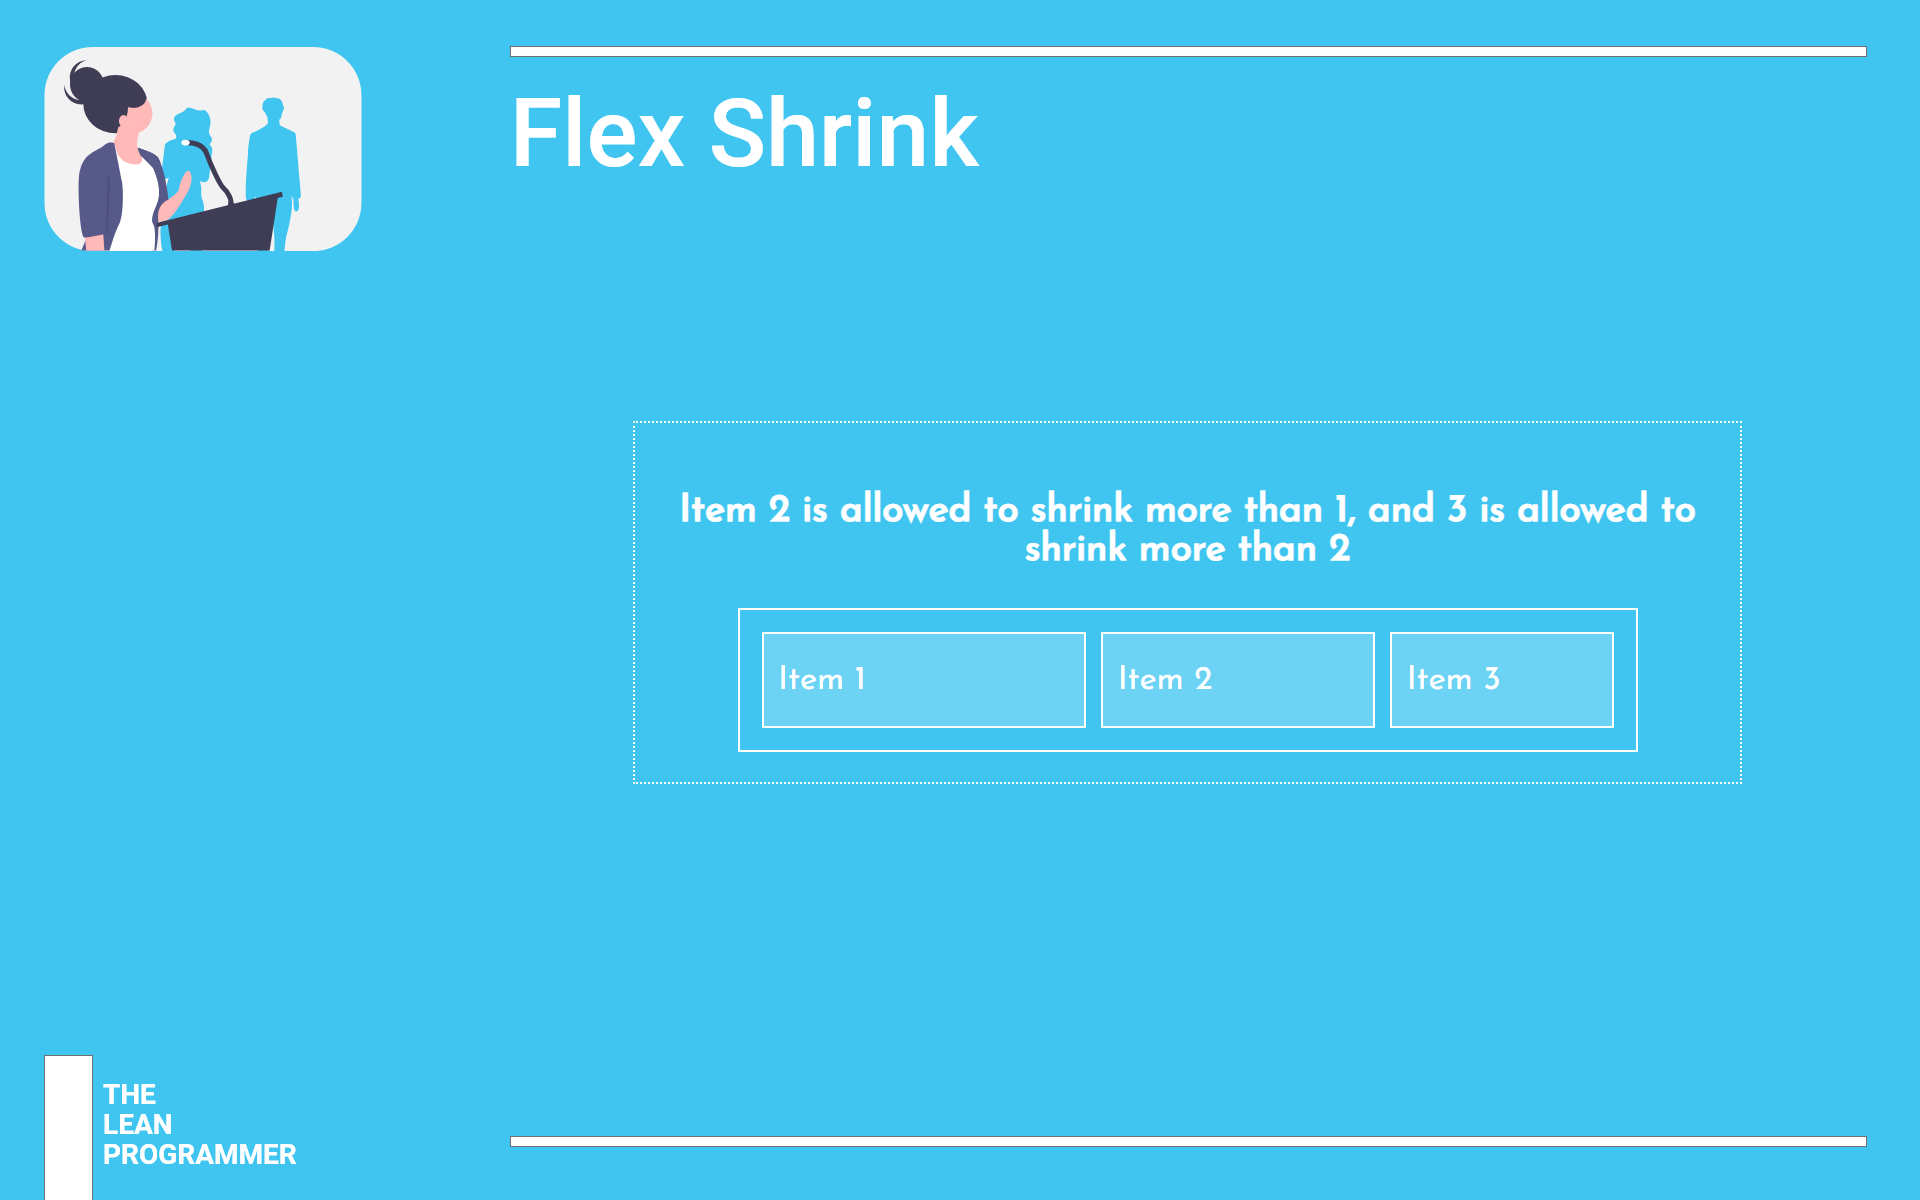 Flex Shrink
Item 2 is allowed to shrink more than 1, and 3 is allowed to
shrink more than 2
Item 1
Item 2
Item 3
THE
LEAN
PROGRAMMER